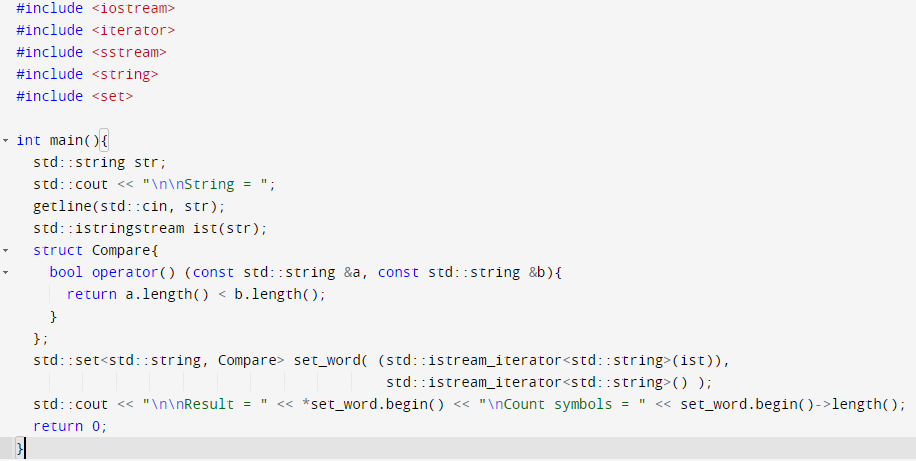 #include <iostream>
#include <iterator>
#include <sstream>
#include <string>
#include <set>
int main(){
std::string str;
std::cout << "\n\nString = ";
getline(std::cin, str);
std::istringstream ist(str);
struct Compare{
bool operator() (const std::string &a, const std::string &b){
return a.length() < b.length();
}
};
std::set<std::string, Compare> set_word( (std::istream_iterator<std::string>(ist)),
std::istream_iterator<std::string>() );
std::cout << "\n\nResult = " << *set_word.begin() << "\nCount symbols = " << set_word.begin()->length();
return 0;
}